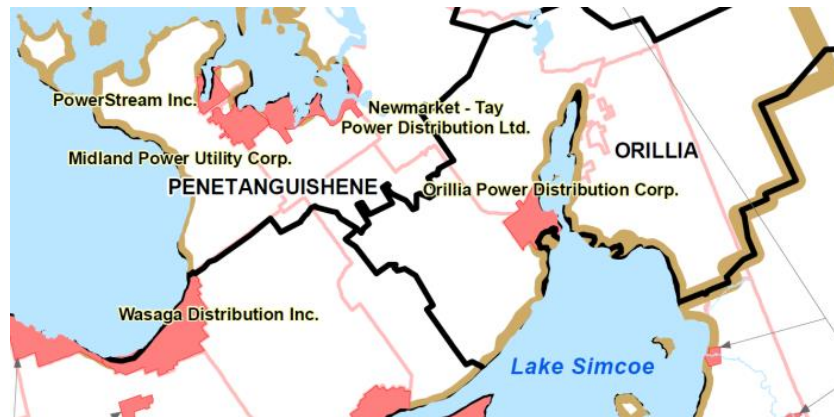 PowerStream Inc.
Newmarket - Tay
Power Distribution Ltd.
Midland Power Utility Corp.
ORILLIA
PENETANGUISHENE
Orillia Power Distribution Corp.
Wasaga Distribution Inc.
Lake Simcoe